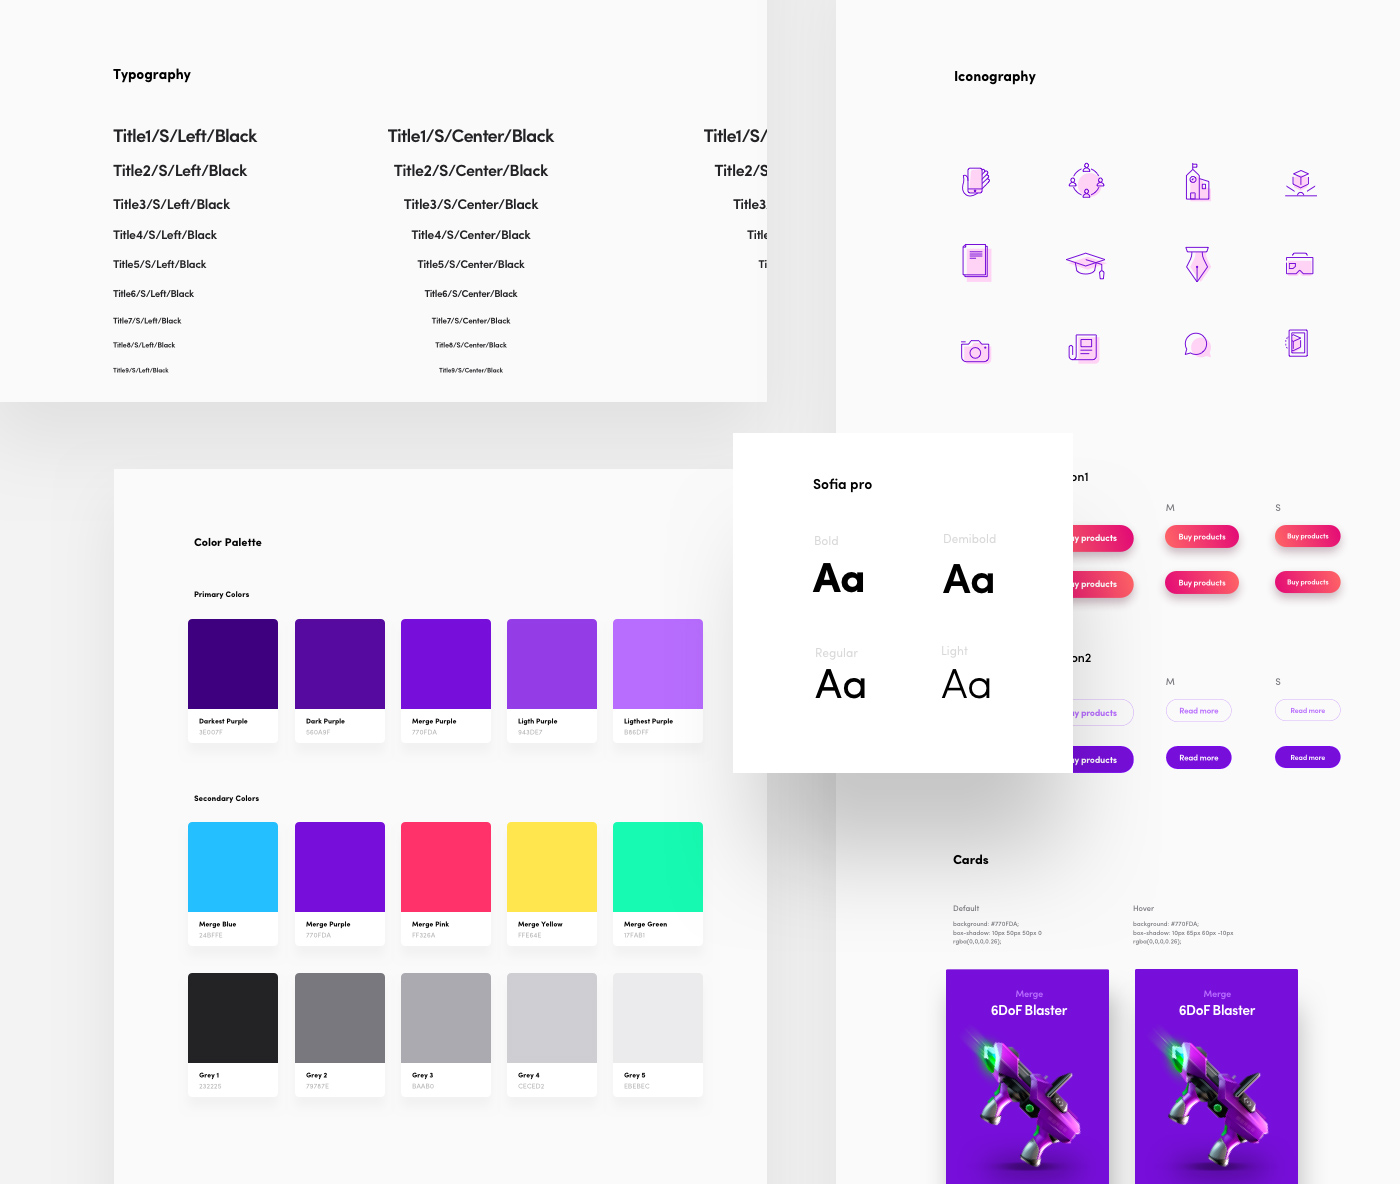 Typography
Title1/S/Left/Black
Title2/S/Left/Black
Title3/S/Left/Black
Title4/S/Left/Black
Title5/S/Left/Black
Title6/S/Left/Black
Title7/S/Left/Black
Title8/S/Left/Black
Title9/S/Left/Black
Title1/S/Center/Black
Title2/S/Center/Black
Title3/S/Center/Black
Title4/S/Center/Black
Title5/S/Center/Black
Title6/S/Center/Black
Title7/S/Center/Black
Title8/S/Center/Black
Title9/S/Center/Black
Title1/S/
Title2/S
Title3
Title
Ti
Iconography
Color Palette
Primary Colors
Darkest Purple
3E007F
Dark Purple
560A9F
Merge Purple
770FDA
Ligth Purple
943DE7
Ligthest Purple
B86DFF
Secondary Colors
Merge Blue
24BFFE
Merge Purple
770FDA
Merge Pink
FF326A
Merge Yellow
FFE64E
Merge Green
17FAB1
Grey 1
232225
Grey 2
79787E
Grey 3
BAAB0
Grey 4
CECED2
Grey 5
EBEBEC
Sofia pro
Bold
Aa
Demibold
Aa
Regular
Aa
Light
Aa
on1
M
S
uy products
Buy products
Buy products
uy products
Buy products
Buy products
on2
M
S
uy products
Read more
Read more
uy products
Read more
Read more
Cards
Default
background: #770FDA;
box-shadow: 10px 50px 50px 0
rgba(0,0,0,0.26);
Hover
background: #770FDA;
box-shadow: 10px 65px 60px -10px
rgba(0,0,0,0.26);
Merge
6DoF Blaster
Merge
6DoF Blaster